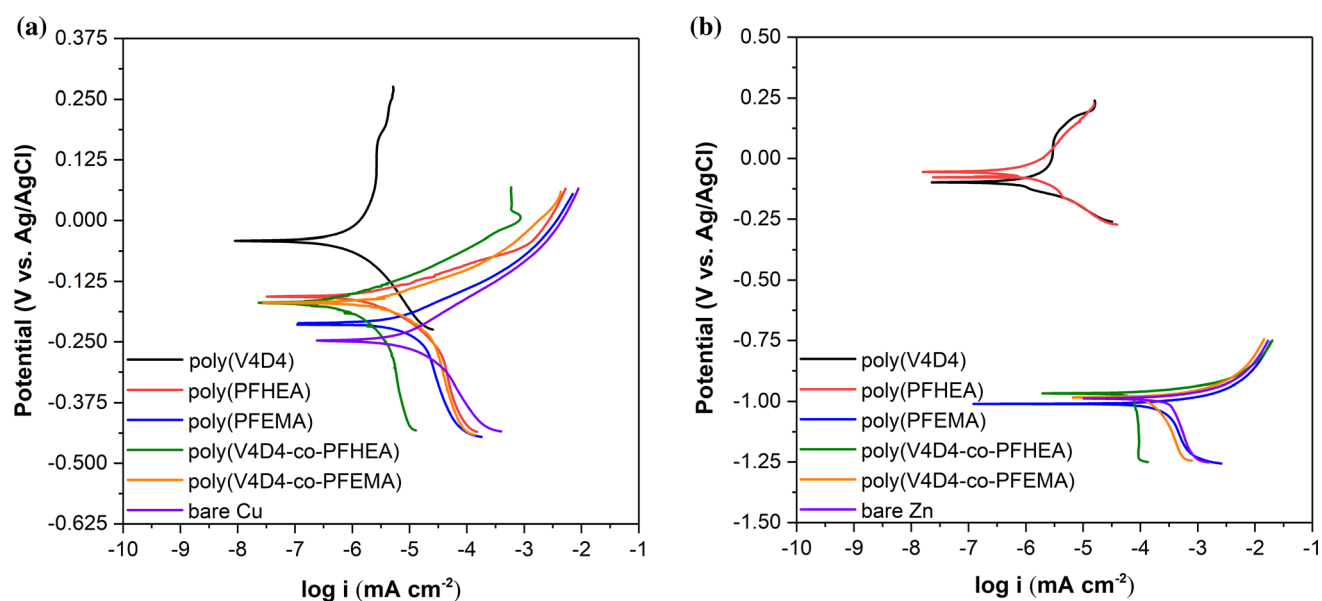 (a)
0.375
0.250
0.125
0.000
-0.125
-0.250
-0.375
-0.500
-0.625
Potential (V vs. Ag/AgCl)
poly(V4D4)
poly(PFHEA)
poly(PFEMA)
poly(V4D4-co-PFHEA)
poly(V4D4-co-PFEMA)
bare Cu
-10 -9 -8 -7 -6 -5 -4 -3 -2 -1
log i (mA cm⁻²)
(b)
0.50
0.25
0.00
-0.25
-0.50
-0.75
-1.00
-1.25
-1.50
Potential (V vs. Ag/AgCl)
poly(V4D4)
poly(PFHEA)
poly(PFEMA)
poly(V4D4-co-PFHEA)
poly(V4D4-co-PFEMA)
bare Zn
-10 -9 -8 -7 -6 -5 -4 -3 -2 -1
log i (mA cm⁻²)